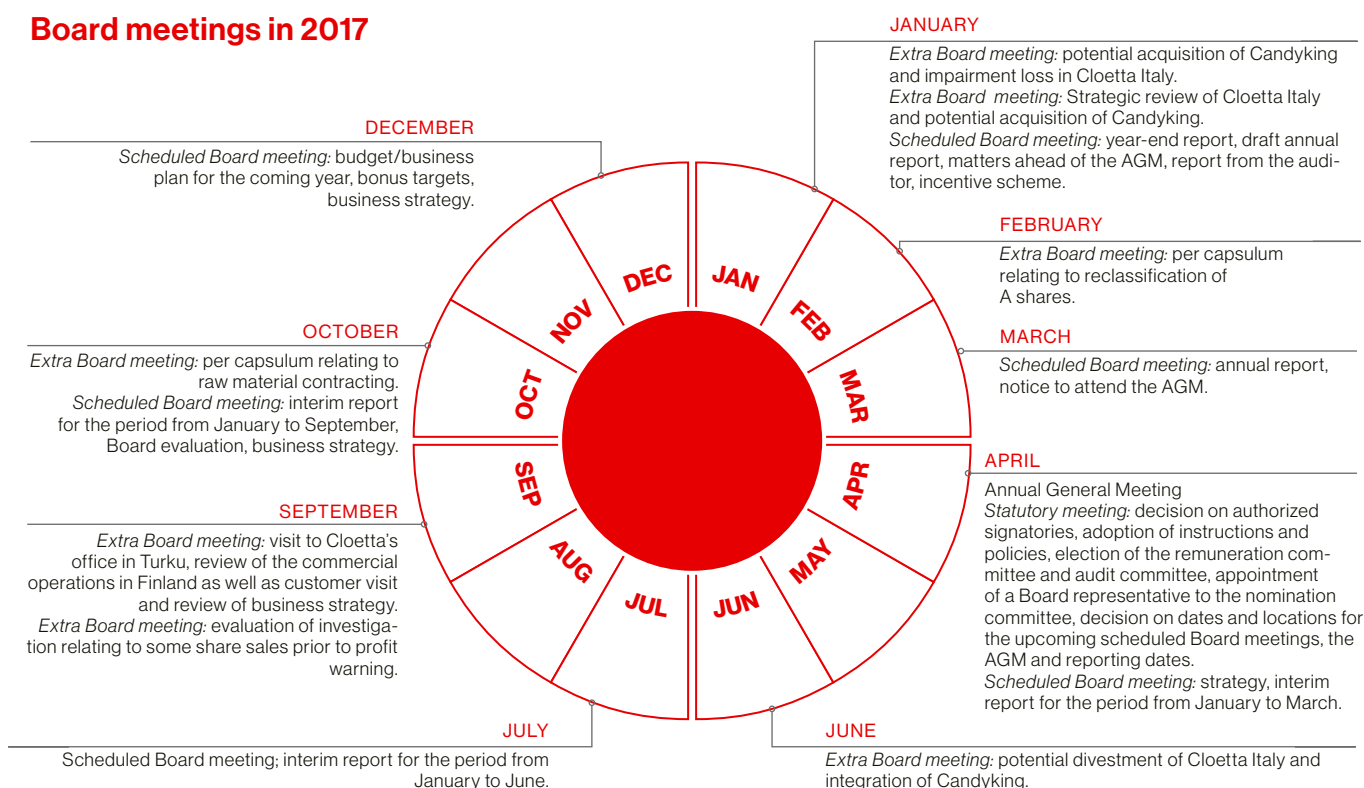 Board meetings in 2017
JANUARY
Extra Board meeting: potential acquisition of Candyking
and impairment loss in Cloetta Italy.
Extra Board meeting: Strategic review of Cloetta Italy
and potential acquisition of Candyking.
Scheduled Board meeting: year-end report, draft annual
report, matters ahead of the AGM, report from the audi-
tor, incentive scheme.
FEBRUARY
Extra Board meeting: per capsulum
relating to reclassification of
A shares.
MARCH
Scheduled Board meeting: annual report,
notice to attend the AGM.
APRIL
Annual General Meeting
Statutory meeting: decision on authorized
signatories, adoption of instructions and
policies, election of the remuneration com-
mittee and audit committee, appointment
of a Board representative to the nomination
committee, decision on dates and locations for
the upcoming scheduled Board meetings, the
AGM and reporting dates.
Scheduled Board meeting: strategy, interim
report for the period from January to March.
JUNE
Extra Board meeting: potential divestment of Cloetta Italy and
integration of Candyking.
JULY
Scheduled Board meeting; interim report for the period from
January to June.
SEPTEMBER
Extra Board meeting: visit to Cloetta's
office in Turku, review of the commercial
operations in Finland as well as customer visit
and review of business strategy.
Extra Board meeting: evaluation of investiga-
tion relating to some share sales prior to profit
warning.
OCTOBER
Extra Board meeting: per capsulum relating to
raw material contracting.
Scheduled Board meeting: interim report
for the period from January to September,
Board evaluation, business strategy.
DECEMBER
Scheduled Board meeting: budget/business
plan for the coming year, bonus targets,
business strategy.
JAN
FEB
MAR
APR
MAY
JUN
JUL
AUG
SEP
OCT
NOV
DEC